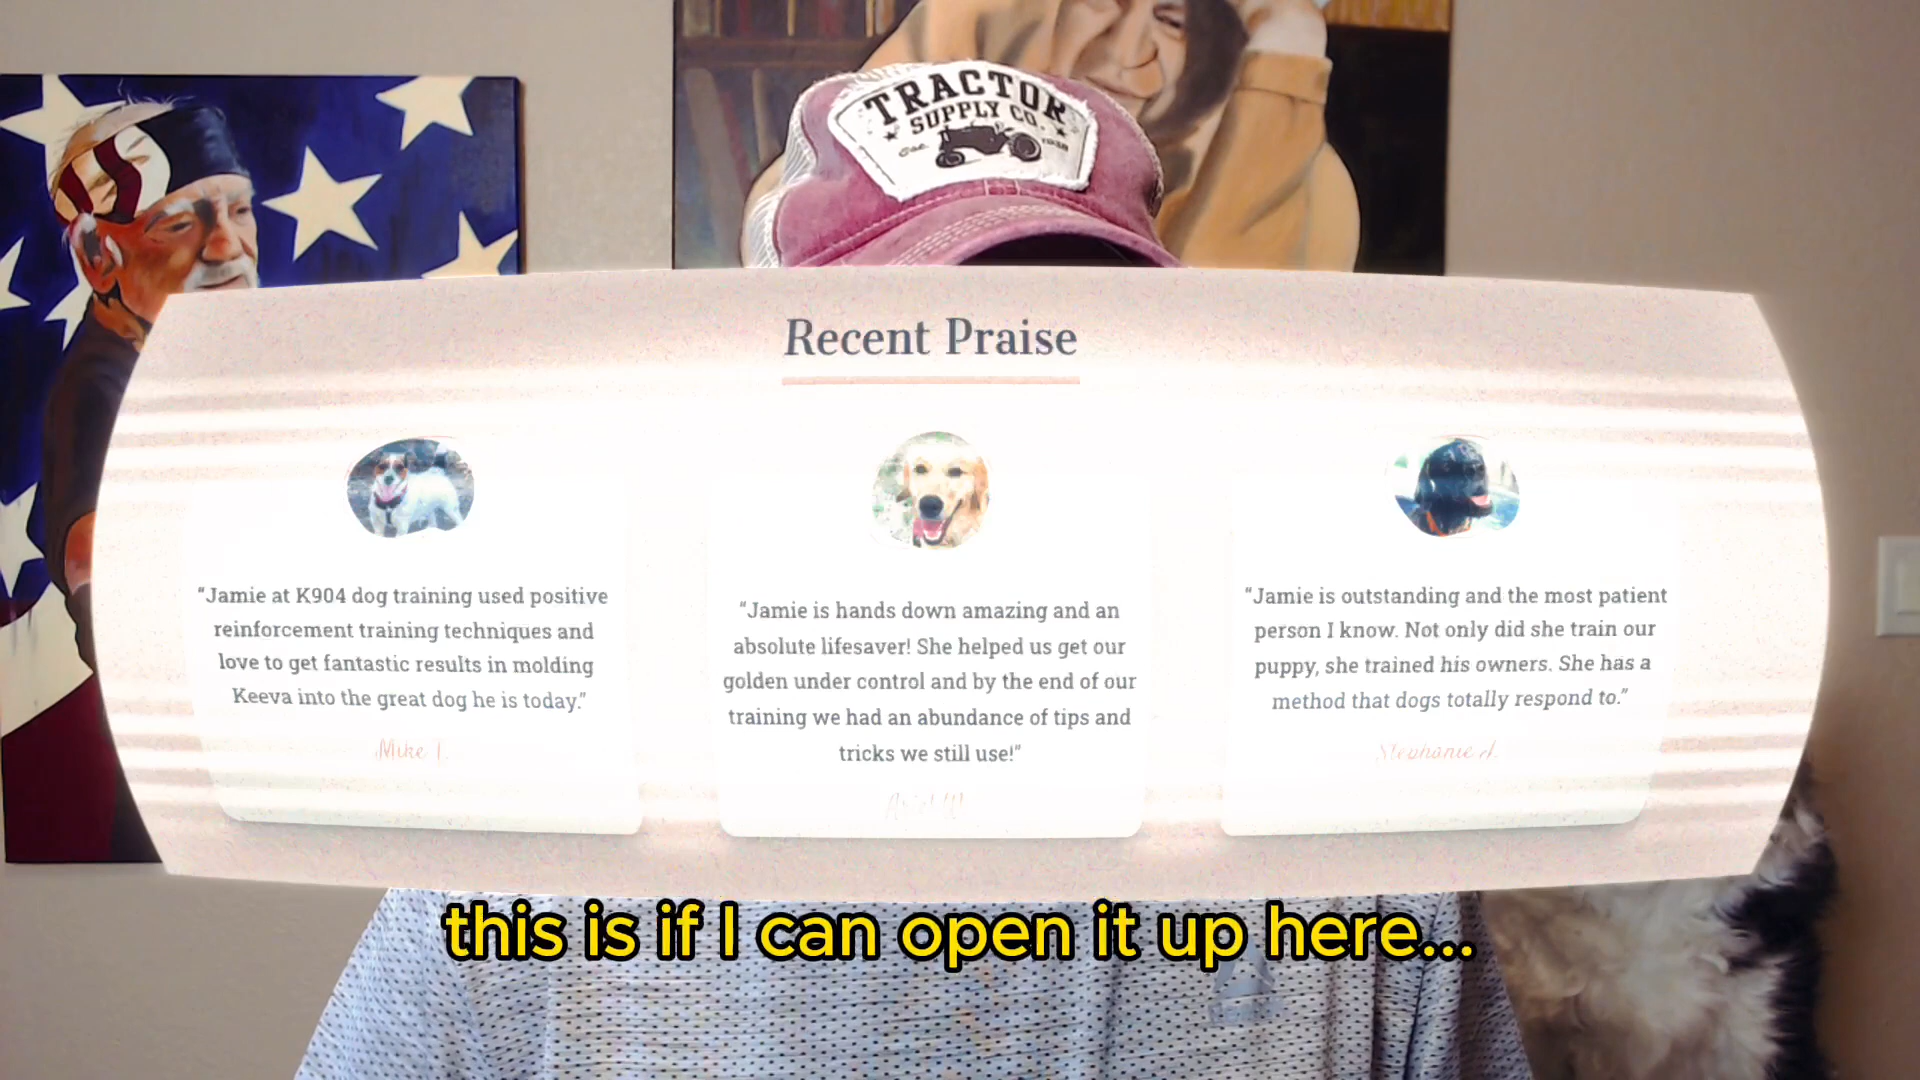 TRACTOR
SUPPLY CO.
Est. 1938
Recent Praise
“Jamie at K904 dog training used positive
reinforcement training techniques and
love to get fantastic results in molding
Keeva into the great dog he is today.”
Mike T.
“Jamie is hands down amazing and an
absolute lifesaver! She helped us get our
golden under control and by the end of our
training we had an abundance of tips and
tricks we still use!”
“Jamie is outstanding and the most patient
person I know. Not only did she train our
puppy, she trained his owners. She has a
method that dogs totally respond to.”
Stephanie J.
this is if I can open it up here...